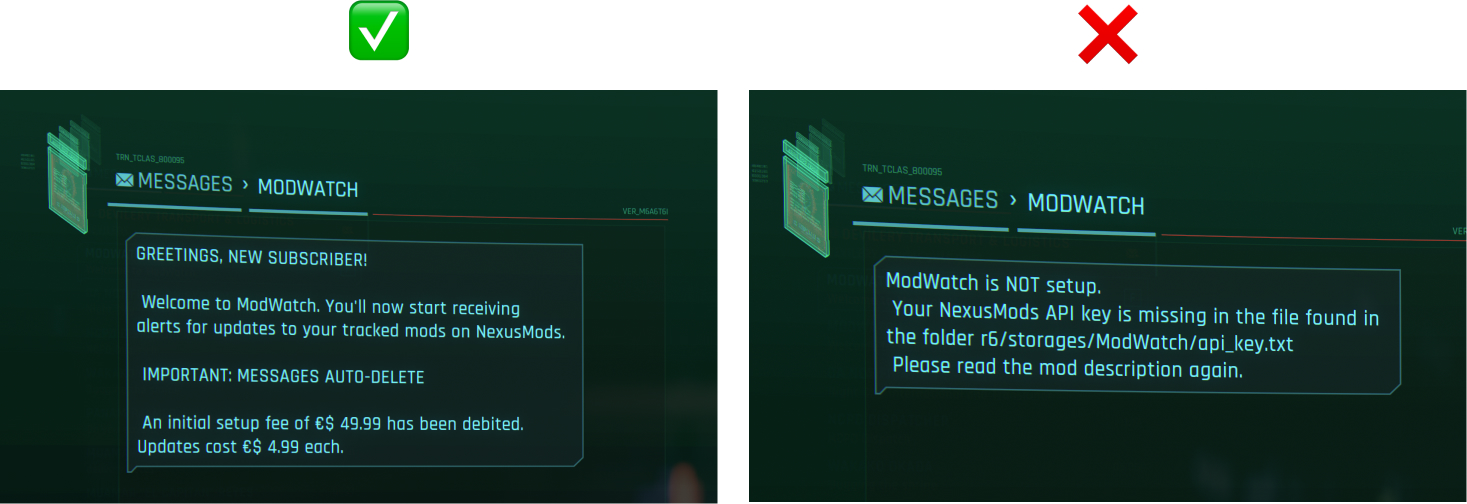 TRN_TCLAS_800095
MESSAGES › MODWATCH
GREETINGS, NEW SUBSCRIBER!
Welcome to ModWatch. You'll now start receiving
alerts for updates to your tracked mods on NexusMods.
IMPORTANT: MESSAGES AUTO-DELETE
An initial setup fee of €$ 49.99 has been debited.
Updates cost €$ 4.99 each.
TRN_TCLAS_800095
MESSAGES › MODWATCH
VER
ModWatch is NOT setup.
Your NexusMods API key is missing in the file found in
the folder r6/storages/ModWatch/api_key.txt
Please read the mod description again.